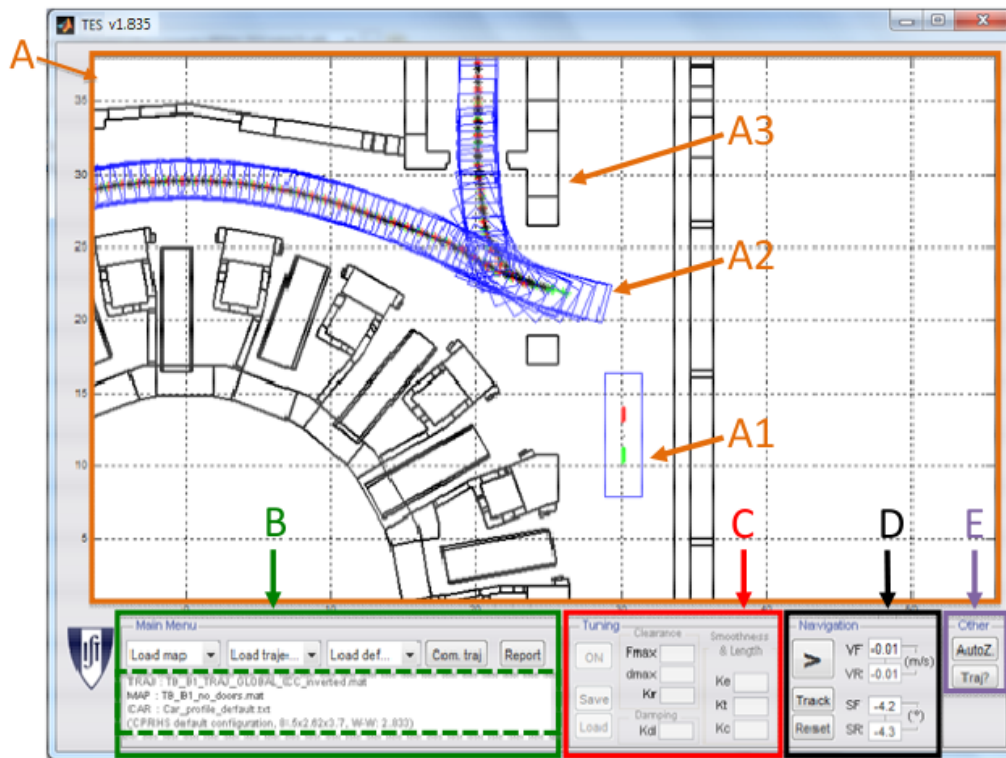 TES v1.835
A
35
30
25
20
15
10
5
0 10 20 30 40 50
A3
A2
A1
B
C
D
E
Main Menu
Load map Load traje... Load def... Com. traj Report
TRAJ : TB_B1_TRAJ_GLOBAL_ICC_inverted.mat
MAP : TB_B1_no_doors.mat
CAR : Car_profile_default.txt
(CPRHS default configuration, 8.5x2.62x3.7, W-W: 2.833)
Tuning
ON
Save
Load
Clearance
Fmax
dmax
Kr
Damping
Kdl
Smoothness
& Length
Ke
Kt
Kc
Navigation
>
Track
Reset
VF -0.01
VR -0.01
(m/s)
SF -4.2
SR -4.3
(°)
Other
AutoZ.
Traj?